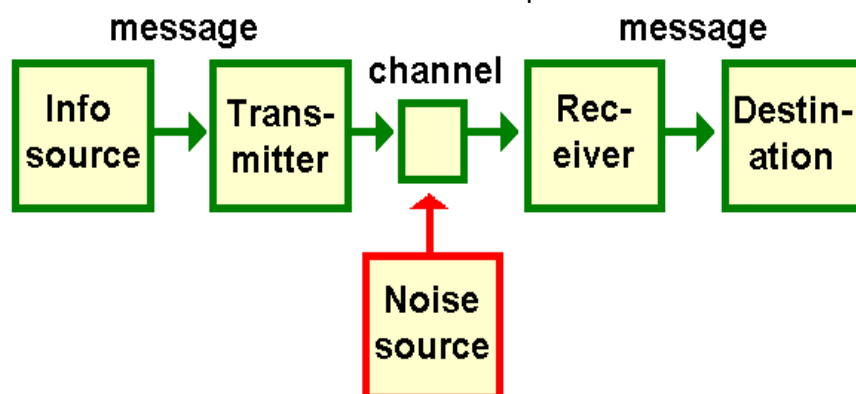 message
message
channel
Info
source
Trans-
mitter
Rec-
eiver
Destin-
ation
Noise
source